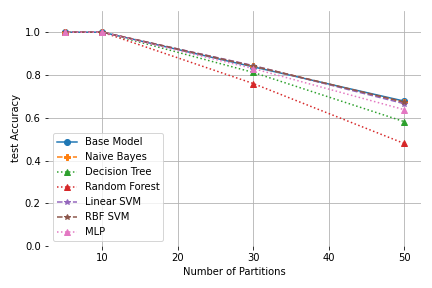 1.0
0.8
0.6
0.4
0.2
0.0
test Accuracy
Base Model
Naive Bayes
Decision Tree
Random Forest
Linear SVM
RBF SVM
MLP
10 20 30 40 50
Number of Partitions